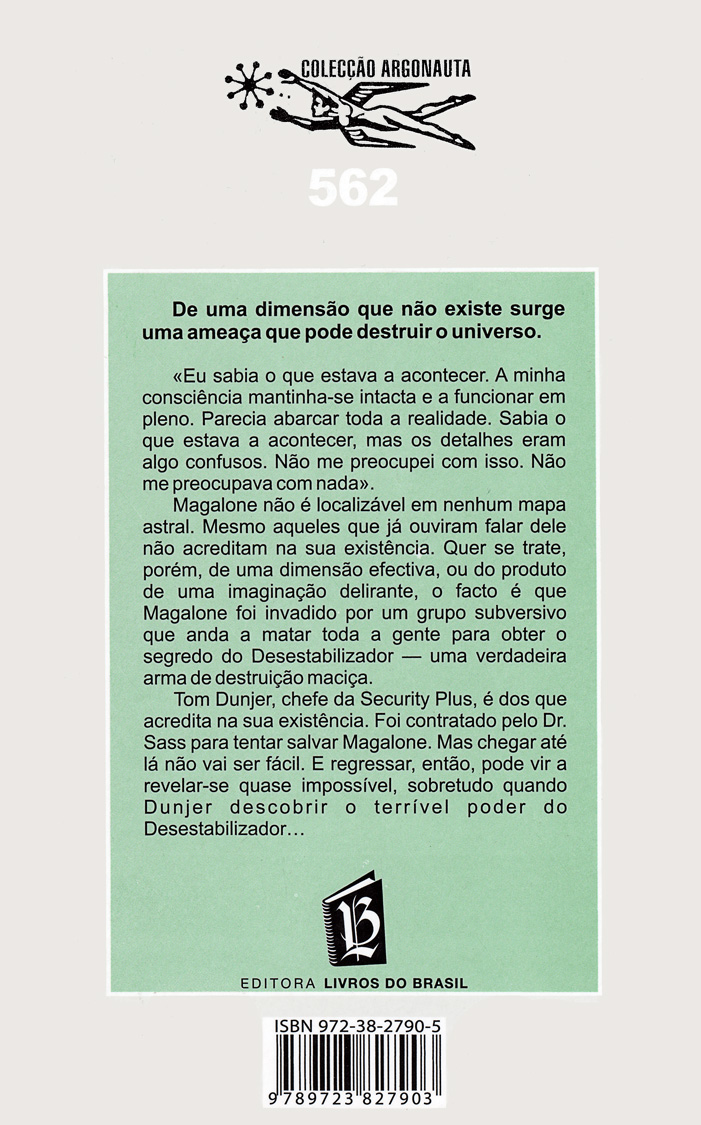 COLECÇÃO ARGONAUTA
562
De uma dimensão que não existe surge
uma ameaça que pode destruir o universo.
«Eu sabia o que estava a acontecer. A minha
consciência mantinha-se intacta e a funcionar em
pleno. Parecia abarcar toda a realidade. Sabia o
que estava a acontecer, mas os detalhes eram
algo confusos. Não me preocupei com isso. Não
me preocupava com nada».
Magalone não é localizável em nenhum mapa
astral. Mesmo aqueles que já ouviram falar dele
não acreditam na sua existência. Quer se trate,
porém, de uma dimensão efectiva, ou do produto
de uma imaginação delirante, o facto é que
Magalone foi invadido por um grupo subversivo
que anda a matar toda a gente para obter o
segredo do Desestabilizador — uma verdadeira
arma de destruição maciça.
Tom Dunjer, chefe da Security Plus, é dos que
acredita na sua existência. Foi contratado pelo Dr.
Sass para tentar salvar Magalone. Mas chegar até
lá não vai ser fácil. E regressar, então, pode vir a
revelar-se quase impossível, sobretudo quando
Dunjer descobrir o terrível poder do
Desestabilizador...
LB
EDITORA LIVROS DO BRASIL
ISBN 972-38-2790-5
9 789723 827903